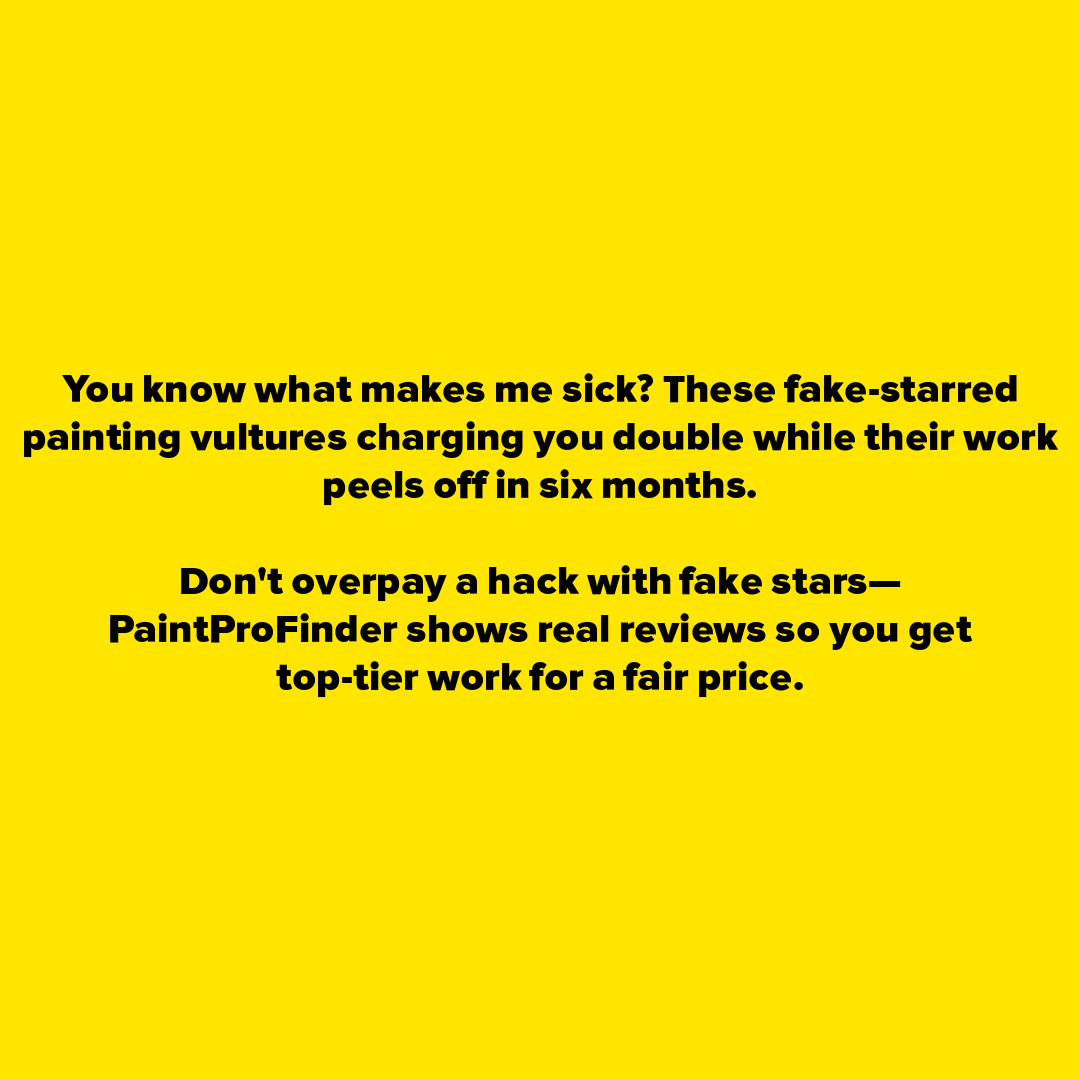 You know what makes me sick? These fake-starred
painting vultures charging you double while their work
peels off in six months.
Don't overpay a hack with fake stars—
PaintProFinder shows real reviews so you get
top-tier work for a fair price.